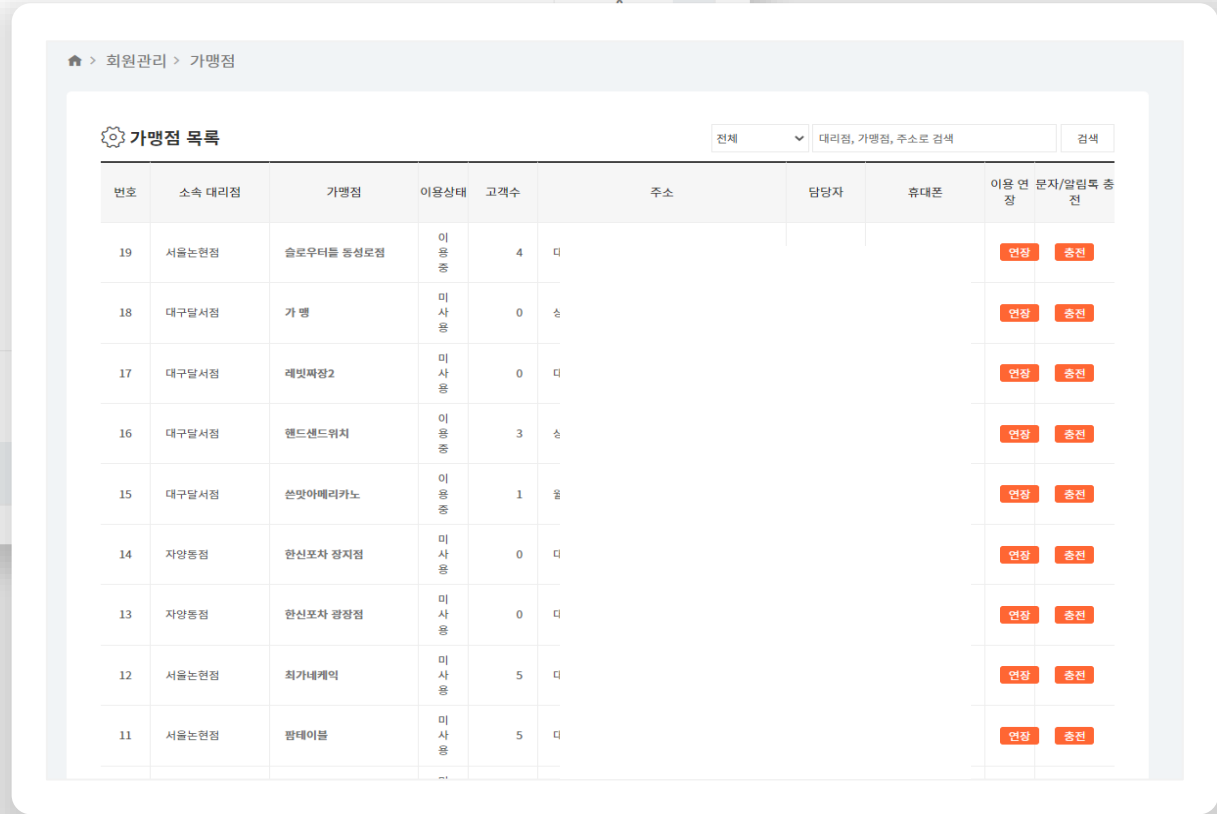 회원관리 > 가맹점
가맹점 목록
전체
대리점, 가맹점, 주소로 검색
검색
번호 소속 대리점 가맹점 이용상태 고객수 주소 담당자 휴대폰 이용 연장 문자/알림톡 충전
19 서울논현점 슬로우터틀 동성로점 이용중 4 연장 충전
18 대구달서점 가 맹 미사용 0 연장 충전
17 대구달서점 레빗짜장2 미사용 0 연장 충전
16 대구달서점 핸드샌드위치 이용중 3 연장 충전
15 대구달서점 쓴맛아메리카노 이용중 1 연장 충전
14 자양동점 한신포차 장지점 미사용 0 연장 충전
13 자양동점 한신포차 광장점 미사용 0 연장 충전
12 서울논현점 최가네케익 미사용 5 연장 충전
11 서울논현점 팜테이블 미사용 5 연장 충전